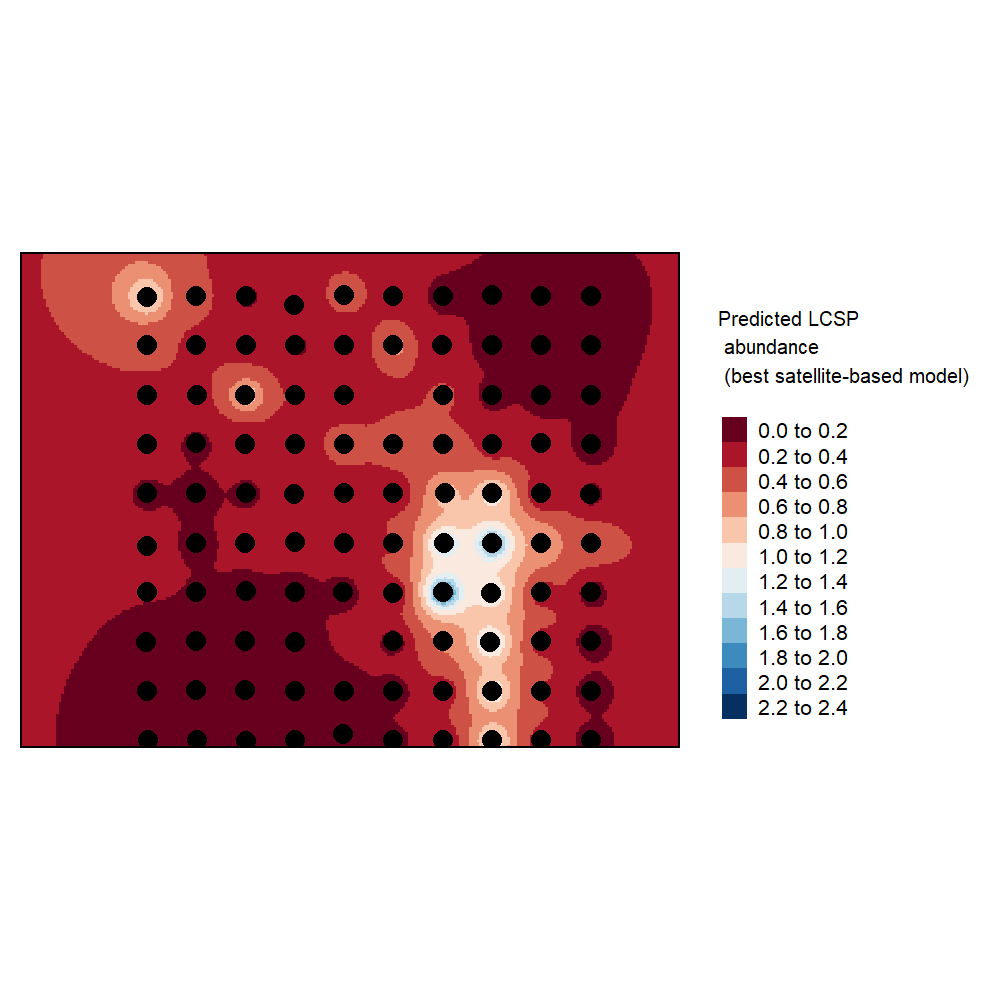 Predicted LCSP
abundance
(best satellite-based model)
0.0 to 0.2
0.2 to 0.4
0.4 to 0.6
0.6 to 0.8
0.8 to 1.0
1.0 to 1.2
1.2 to 1.4
1.4 to 1.6
1.6 to 1.8
1.8 to 2.0
2.0 to 2.2
2.2 to 2.4